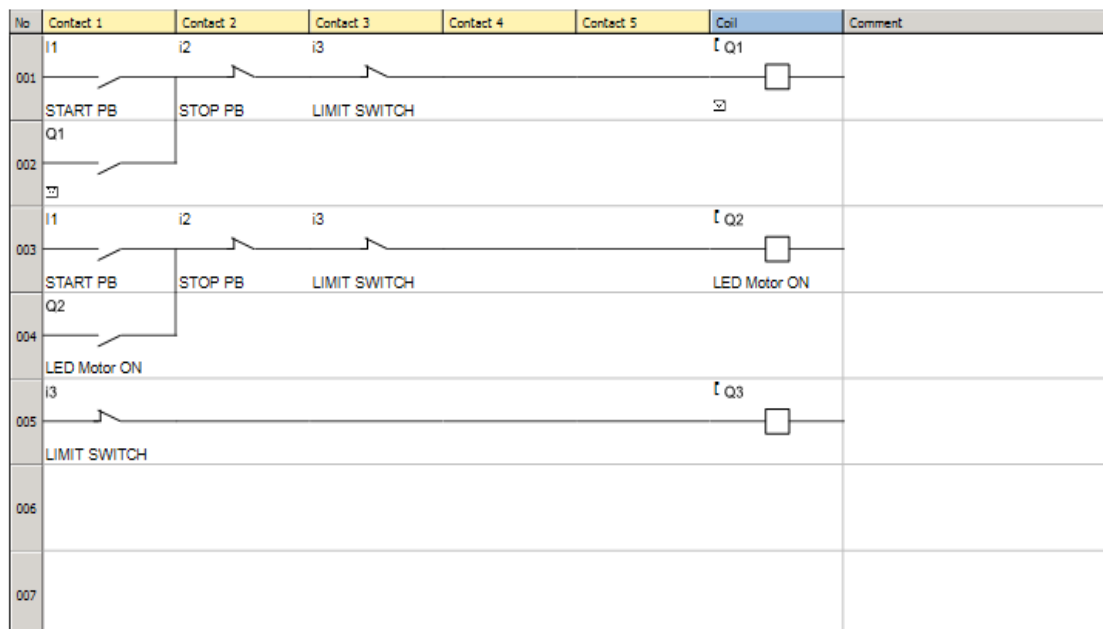 No Contact 1 Contact 2 Contact 3 Contact 4 Contact 5 Coil Comment
I1 i2 i3 Q1
001
START PB STOP PB LIMIT SWITCH
Q1
002
I1 i2 i3 Q2
003
START PB STOP PB LIMIT SWITCH LED Motor ON
Q2
004
LED Motor ON
i3 Q3
005
LIMIT SWITCH
006
007